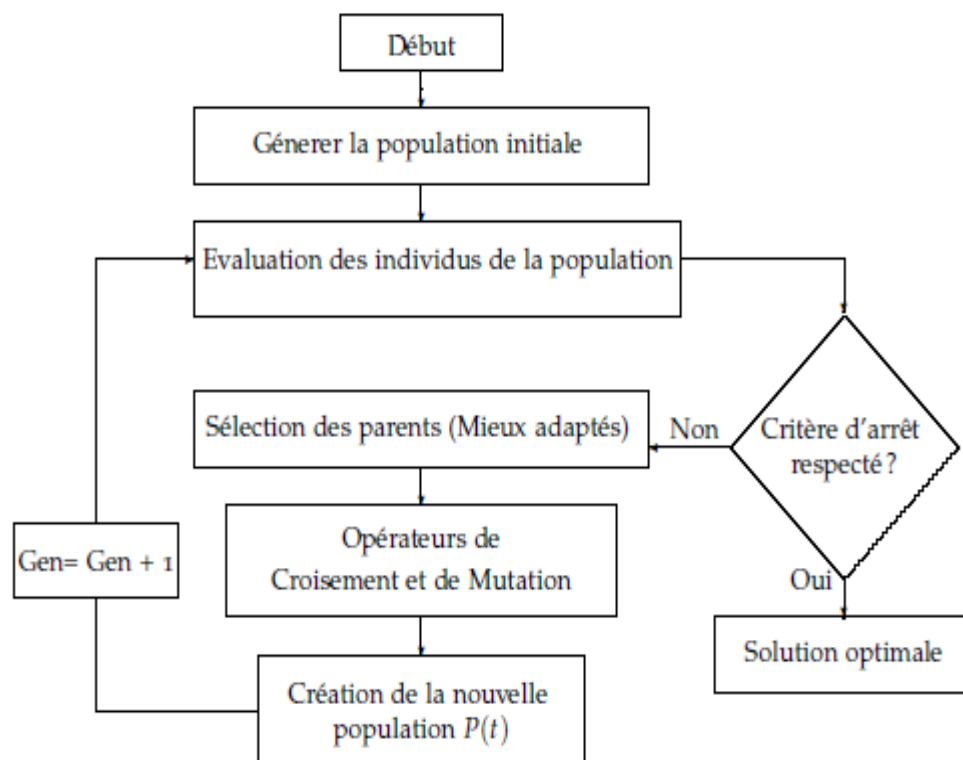 Début
Génerer la population initiale
Evaluation des individus de la population
Sélection des parents (Mieux adaptés)
Non
Critère d'arrêt
respecté ?
Opérateurs de
Croisement et de Mutation
Gen= Gen + 1
Oui
Solution optimale
Création de la nouvelle
population P(t)